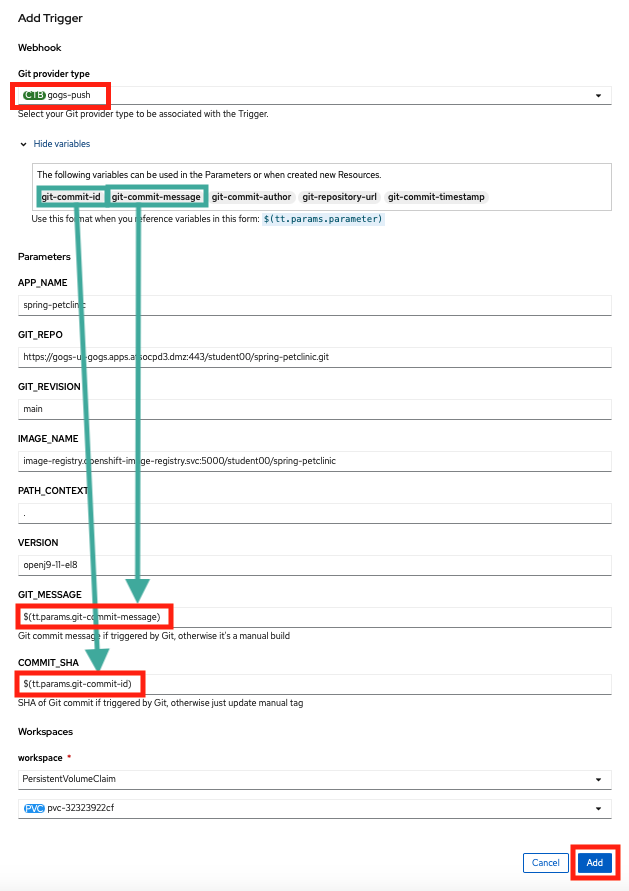 Add Trigger
Webhook
Git provider type
CTB gogs-push
Select your Git provider type to be associated with the Trigger.
Hide variables
The following variables can be used in the Parameters or when created new Resources.
git-commit-id git-commit-message git-commit-author git-repository-url git-commit-timestamp
Use this format when you reference variables in this form: $(tt.params.parameter)
Parameters
APP_NAME
spring-petclinic
GIT_REPO
https://gogs-ui-gogs.apps.atsocpd3.dmz:443/student00/spring-petclinic.git
GIT_REVISION
main
IMAGE_NAME
image-registry.openshift-image-registry.svc:5000/student00/spring-petclinic
PATH_CONTEXT
.
VERSION
openj9-11-el8
GIT_MESSAGE
$(tt.params.git-commit-message)
Git commit message if triggered by Git, otherwise it's a manual build
COMMIT_SHA
$(tt.params.git-commit-id)
SHA of Git commit if triggered by Git, otherwise just update manual tag
Workspaces
workspace *
PersistentVolumeClaim
PVC pvc-32323922cf
Cancel Add